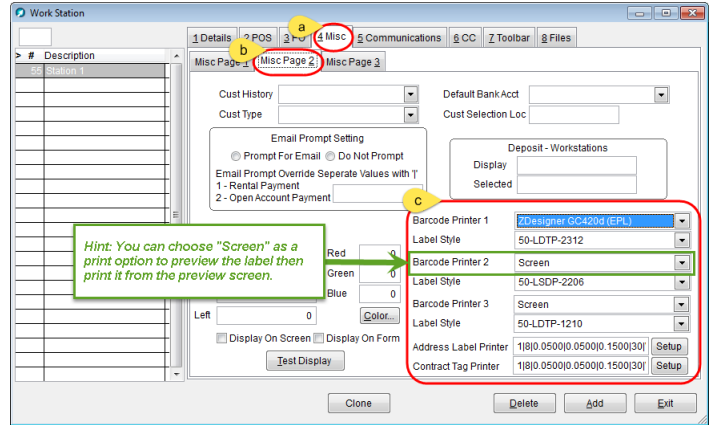 Work Station
1 Details 2 POS 3 PO 4 Misc 5 Communications 6 CC 7 Toolbar 8 Files
a
b
> # Description
55 Station 1
Misc Page 1 Misc Page 2 Misc Page 3
Cust History
Default Bank Acct
Cust Type
Cust Selection Loc
Email Prompt Setting
Prompt For Email Do Not Prompt
Email Prompt Override Seperate Values with '|'
1 - Rental Payment
2 - Open Account Payment
Deposit - Workstations
Display
Selected
c
Barcode Printer 1 ZDesigner GC420d (EPL)
Label Style 50-LDTP-2312
Hint: You can choose "Screen" as a
print option to preview the label then
print it from the preview screen.
Red 0
Barcode Printer 2 Screen
Green 0
Label Style 50-LSDP-2206
Blue 0
Barcode Printer 3 Screen
Left 0 Color...
Label Style 50-LDTP-1210
Display On Screen Display On Form
Address Label Printer 1|8|0.0500|0.0500|0.1500|30| Setup
Test Display
Contract Tag Printer 1|8|0.0500|0.0500|0.1500|30| Setup
Clone Delete Add Exit